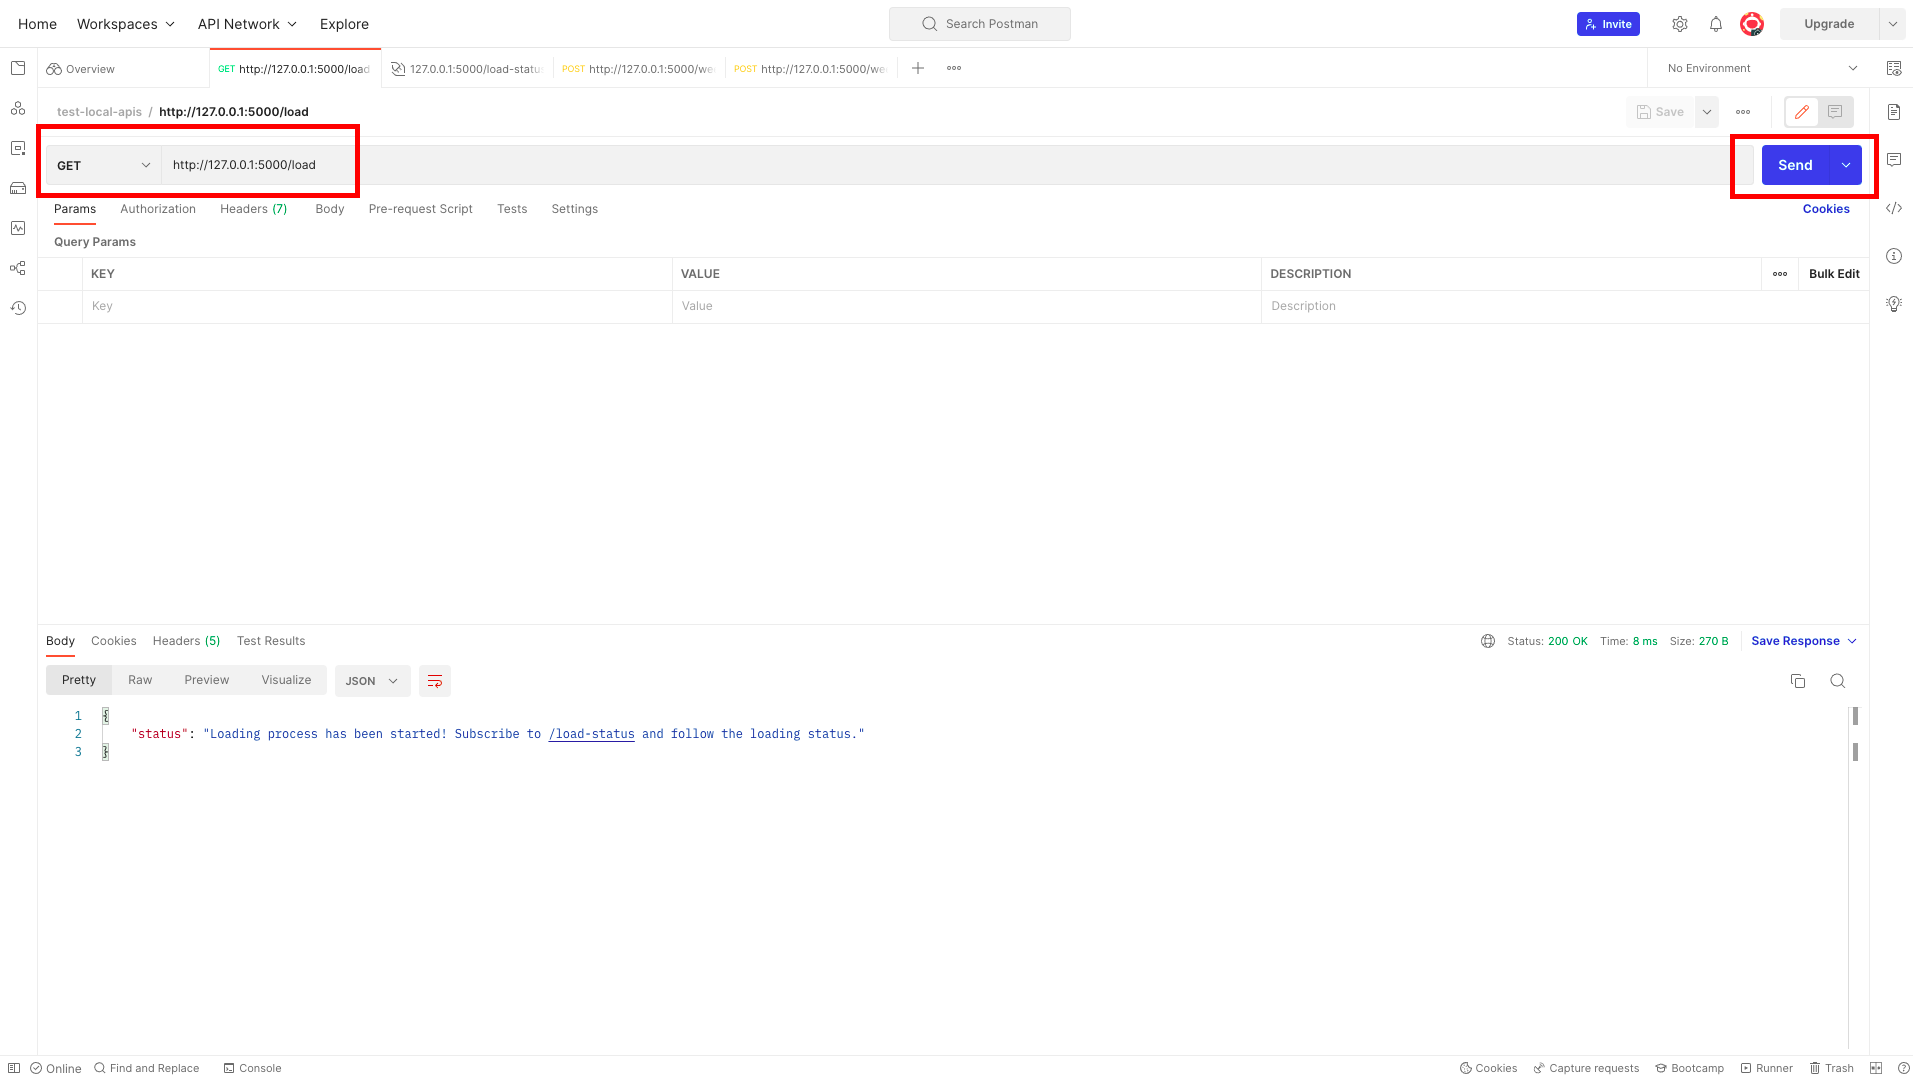 Home Workspaces API Network Explore Search Postman Invite Upgrade
Overview GET http://127.0.0.1:5000/load 127.0.0.1:5000/load-statu POST http://127.0.0.1:5000/we POST http://127.0.0.1:5000/we No Environment
test-local-apis / http://127.0.0.1:5000/load Save
GET http://127.0.0.1:5000/load Send
Params Authorization Headers (7) Body Pre-request Script Tests Settings Cookies
Query Params
KEY VALUE DESCRIPTION Bulk Edit
Key Value Description
Body Cookies Headers (5) Test Results Status: 200 OK Time: 8 ms Size: 270 B Save Response
Pretty Raw Preview Visualize JSON
1 {
2 "status": "Loading process has been started! Subscribe to /load-status and follow the loading status."
3 }
Online Find and Replace Console Cookies Capture requests Bootcamp Runner Trash